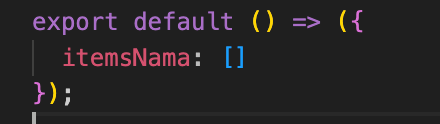 export default () => ({
  itemsNama: []
});